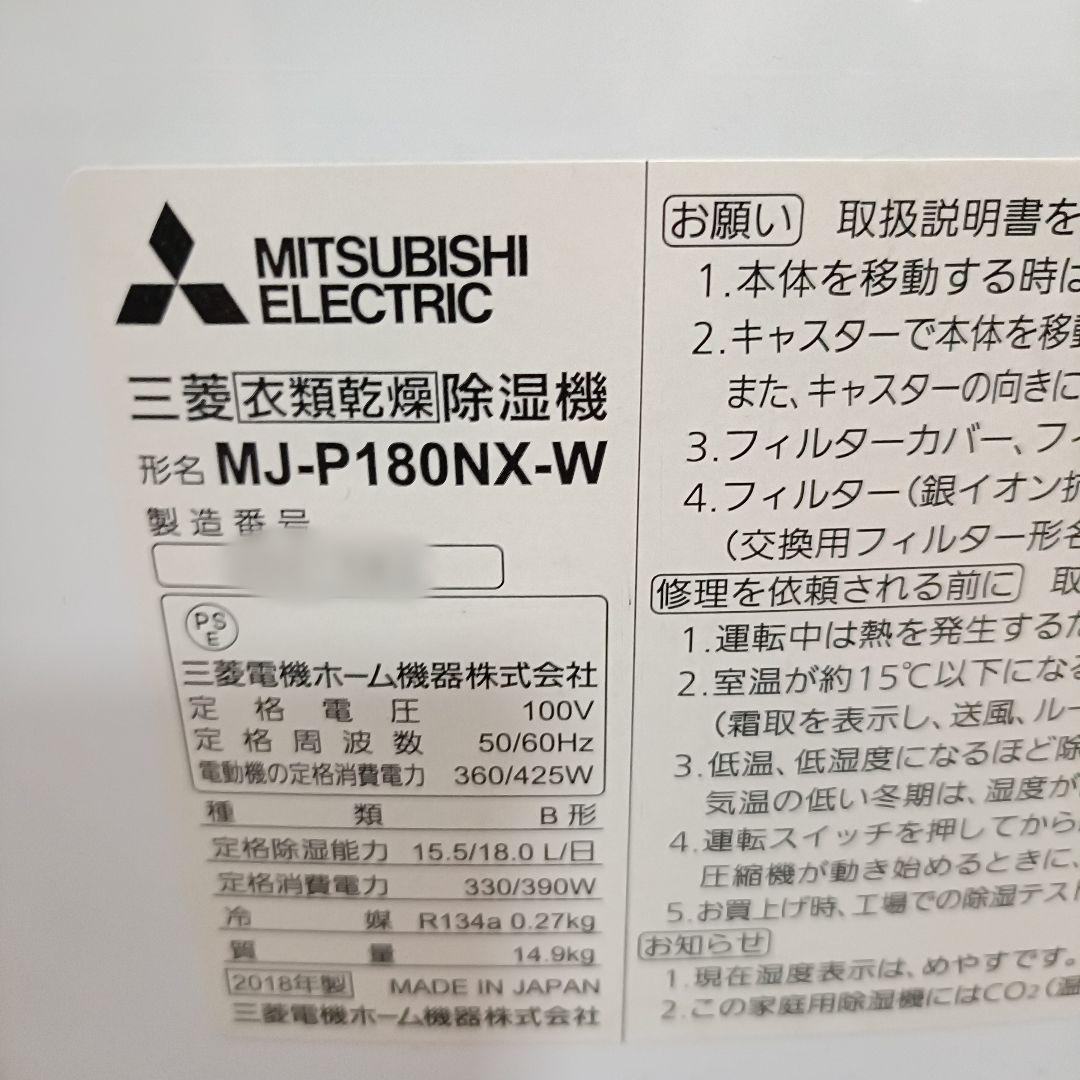 MITSUBISHI
ELECTRIC
三菱衣類乾燥除湿機
形名 MJ-P180NX-W
製造番号
PS
E
三菱電機ホーム機器株式会社
定格電圧 100V
定格周波数 50/60Hz
電動機の定格消費電力 360/425W
種類 B形
定格除湿能力 15.5/18.0 L/日
定格消費電力 330/390W
冷媒 R134a 0.27kg
質量 14.9kg
2018年製 MADE IN JAPAN
三菱電機ホーム機器株式会社
お願い 取扱説明書を
1.本体を移動する時は
2.キャスターで本体を移動
また、キャスターの向きに
3.フィルターカバー、フィ
4.フィルター(銀イオン抗
(交換用フィルター形名
修理を依頼される前に 取
1.運転中は熱を発生するた
2.室温が約15℃以下になる
(霜取を表示し、送風、ルー
3.低温、低湿度になるほど除
気温の低い冬期は、湿度が
4.運転スイッチを押してから
圧縮機が動き始めるときに、
5.お買上げ時、工場での除湿テスト
お知らせ
1.現在湿度表示は、めやすです。
2.この家庭用除湿機にはCO2(温